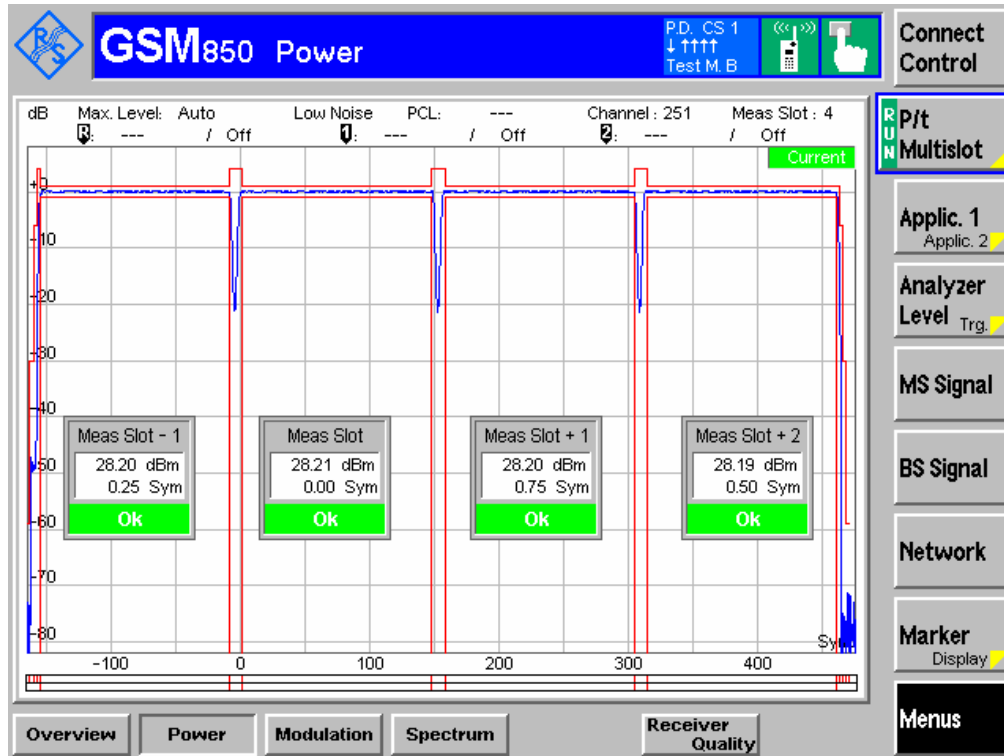 R&S
GSM850 Power
P.D. CS 1
↓ ↑↑↑↑
Test M. B
Connect Control
dB Max. Level: Auto Low Noise PCL: --- Channel : 251 Meas Slot : 4
R: --- / Off 1: --- / Off 2: --- / Off
Current
RUN
P/t Multislot
Applic. 1
Applic. 2
Analyzer Level
Trg.
MS Signal
BS Signal
Network
Marker
Display
Menus
+0
-10
-20
-30
-40
-50
-60
-70
-80
Meas Slot - 1
28.20 dBm
0.25 Sym
Ok
Meas Slot
28.21 dBm
0.00 Sym
Ok
Meas Slot + 1
28.20 dBm
0.75 Sym
Ok
Meas Slot + 2
28.19 dBm
0.50 Sym
Ok
-100 0 100 200 300 400
Overview Power Modulation Spectrum Receiver Quality